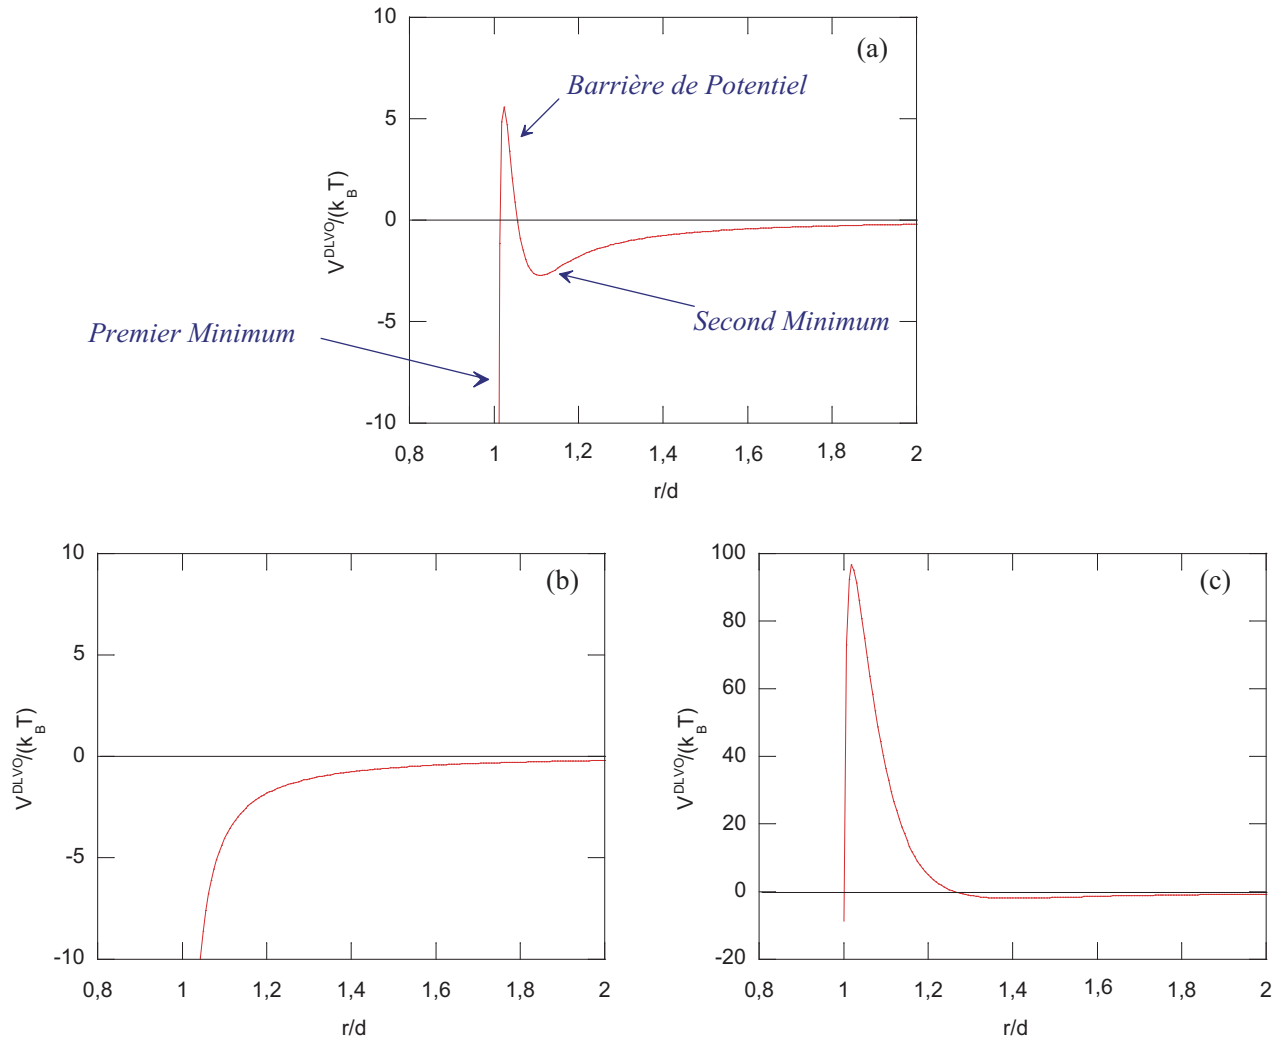 (a)
10
5
0
-5
-10
0,8 1 1,2 1,4 1,6 1,8 2
r/d
V^DLVO/(k_BT)
Barrière de Potentiel
Second Minimum
Premier Minimum
(b)
10
5
0
-5
-10
0,8 1 1,2 1,4 1,6 1,8 2
r/d
V^DLVO/(k_BT)
(c)
100
80
60
40
20
0
-20
0,8 1 1,2 1,4 1,6 1,8 2
r/d
V^DLVO/(k_BT)